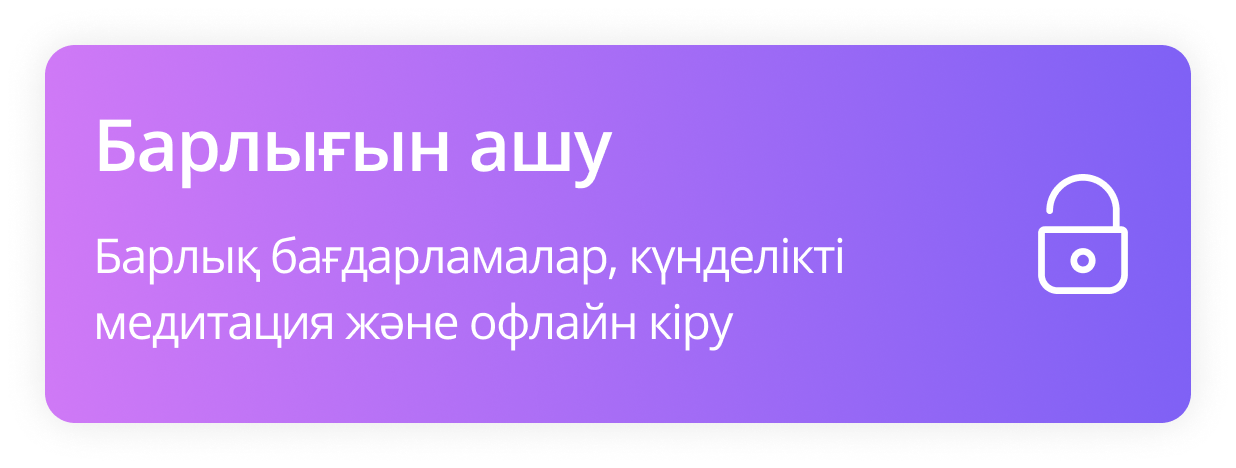 Барлығын ашу
Барлық бағдарламалар, күнделікті
медитация және офлайн кіру